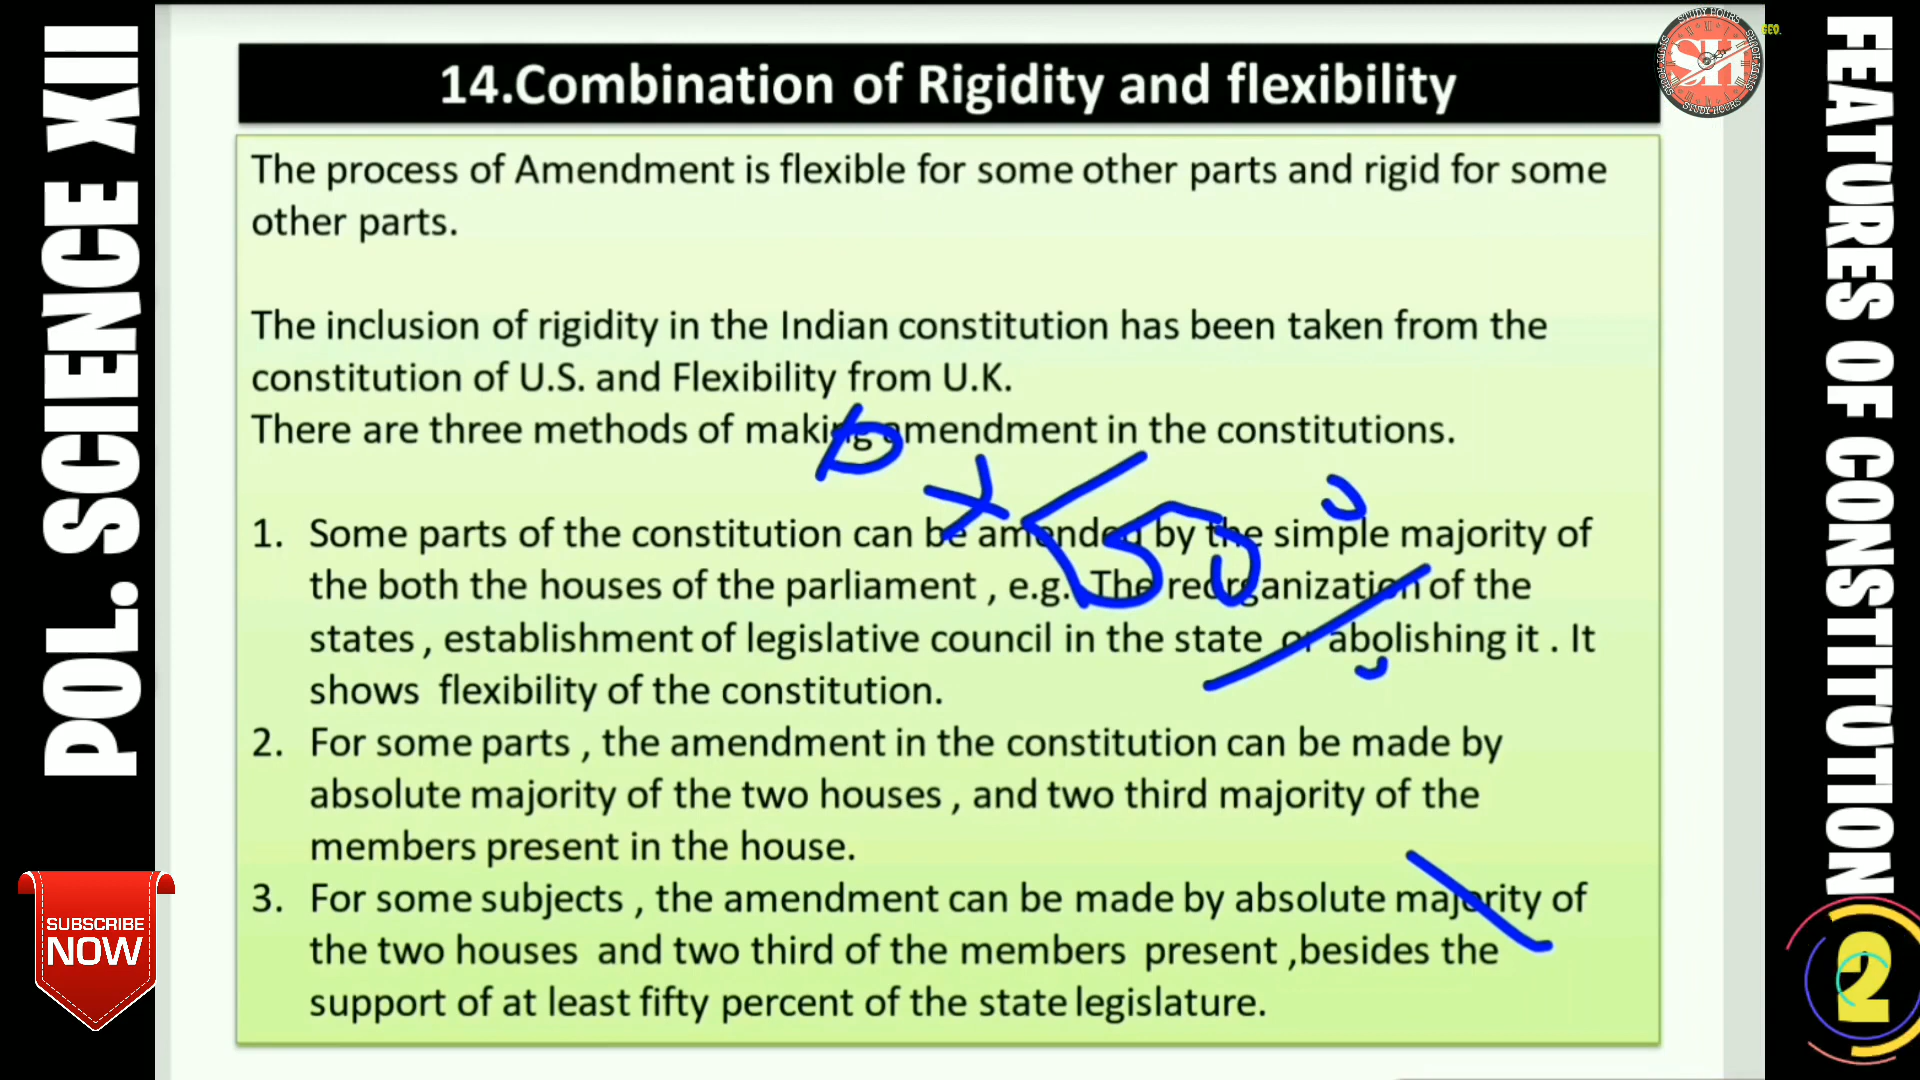 14.Combination of Rigidity and flexibility
The process of Amendment is flexible for some other parts and rigid for some
other parts.
The inclusion of rigidity in the Indian constitution has been taken from the
constitution of U.S. and Flexibility from U.K.
There are three methods of making amendment in the constitutions.
1. Some parts of the constitution can be amended by the simple majority of
the both the houses of the parliament , e.g. The reorganization of the
states , establishment of legislative council in the state or abolishing it . It
shows flexibility of the constitution.
2. For some parts , the amendment in the constitution can be made by
absolute majority of the two houses , and two third majority of the
members present in the house.
3. For some subjects , the amendment can be made by absolute majority of
the two houses and two third of the members present ,besides the
support of at least fifty percent of the state legislature.
50%
POL. SCIENCE XII
SUBSCRIBE
NOW
STUDY HOURS
SH
STUDY HOURS
GEO.
FEATURES OF CONSTITUTION
2